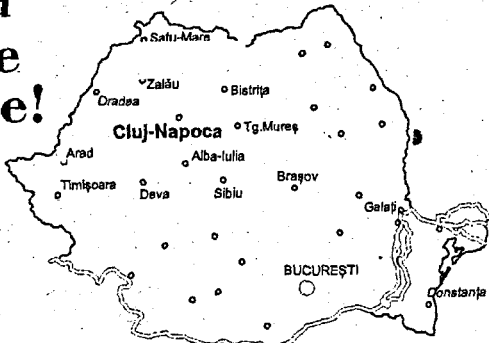 e
e!
Satu-Mare
Zalău
Bistrița
Oradea
Cluj-Napoca
Tg.Mureș
Arad
Alba-Iulia
Timișoara
Deva
Sibiu
Brașov
Galați
BUCUREȘTI
Constanța